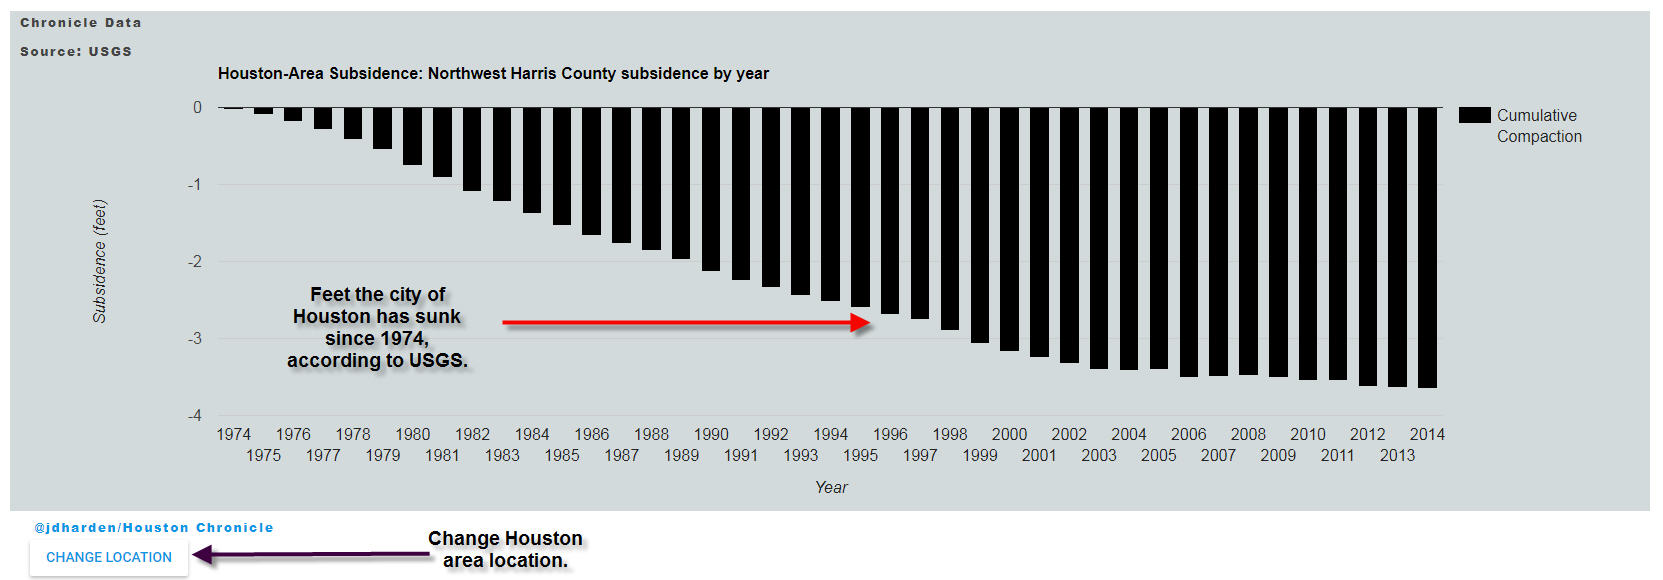 Chronicle Data
Source: USGS
Houston-Area Subsidence: Northwest Harris County subsidence by year
0
-1
-2
-3
-4
Subsidence (feet)
Cumulative
Compaction
Feet the city of
Houston has sunk
since 1974,
according to USGS.
1974 1976 1978 1980 1982 1984 1986 1988 1990 1992 1994 1996 1998 2000 2002 2004 2006 2008 2010 2012 2014
1975 1977 1979 1981 1983 1985 1987 1989 1991 1993 1995 1997 1999 2001 2003 2005 2007 2009 2011 2013
Year
@jdharden/Houston Chronicle
CHANGE LOCATION
Change Houston
area location.